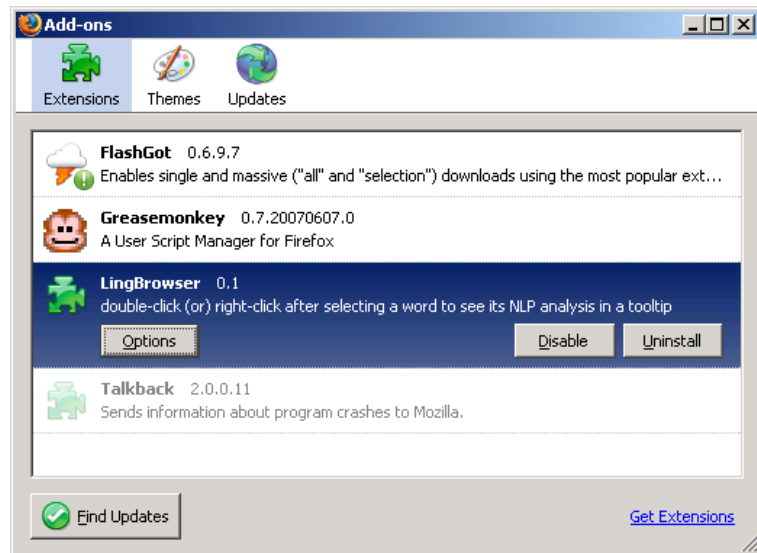 Add-ons
Extensions Themes Updates
FlashGot 0.6.9.7
Enables single and massive ("all" and "selection") downloads using the most popular ext...
Greasemonkey 0.7.20070607.0
A User Script Manager for Firefox
LingBrowser 0.1
double-click (or) right-click after selecting a word to see its NLP analysis in a tooltip
Options Disable Uninstall
Talkback 2.0.0.11
Sends information about program crashes to Mozilla.
Find Updates Get Extensions